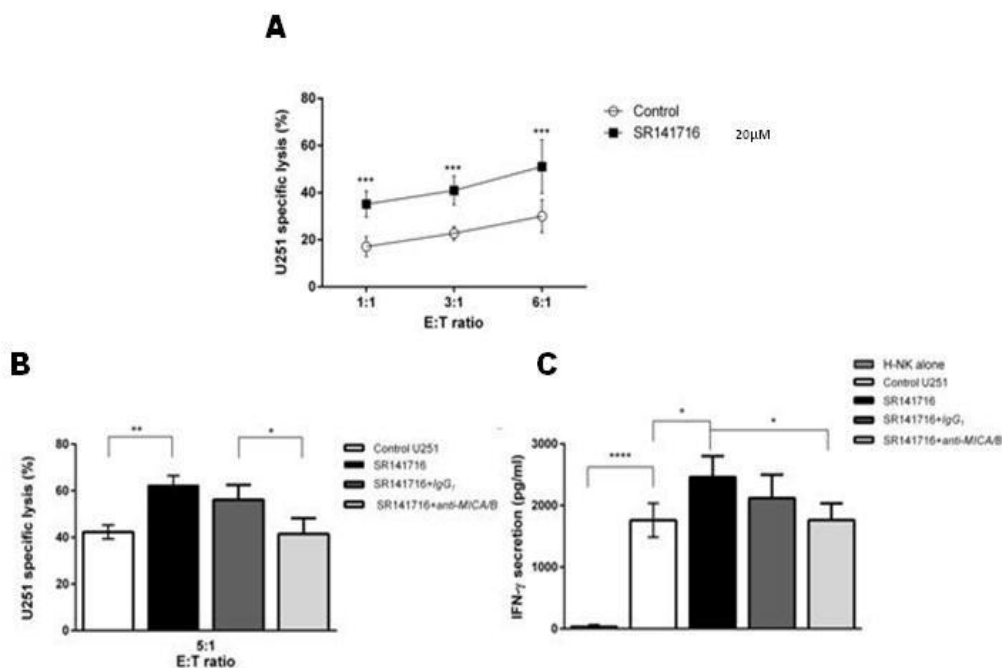 A
80
60
40
20
0
U251 specific lysis (%)
***
***
***
1:1
3:1
6:1
E:T ratio
Control
SR141716
20µM
B
80
60
40
20
0
U251 specific lysis (%)
**
*
5:1
E:T ratio
Control U251
SR141716
SR141716+IgG₁
SR141716+anti-MICA/B
C
3000
2000
1000
0
IFN-γ secretion (pg/ml)
****
*
*
H-NK alone
Control U251
SR141716
SR141716+IgG₁
SR141716+anti-MICA/B